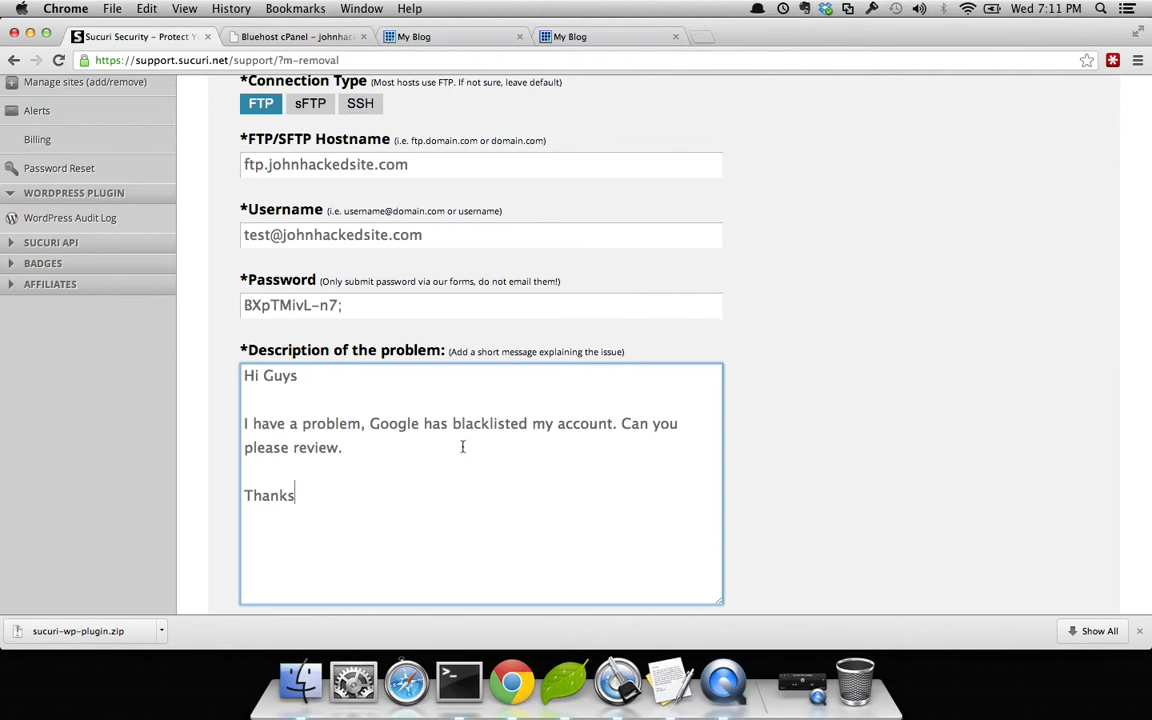 Chrome File Edit View History Bookmarks Window Help Wed 7:11 PM
Sucuri Security – Protect Y
Bluehost cPanel – johnhac
My Blog
My Blog
https://support.sucuri.net/support/?m-removal
Manage sites (add/remove)
Alerts
Billing
Password Reset
WORDPRESS PLUGIN
WordPress Audit Log
SUCURI API
BADGES
AFFILIATES
*Connection Type (Most hosts use FTP. If not sure, leave default)
FTP sFTP SSH
*FTP/SFTP Hostname (i.e. ftp.domain.com or domain.com)
ftp.johnhackedsite.com
*Username (i.e. username@domain.com or username)
test@johnhackedsite.com
*Password (Only submit password via our forms, do not email them!)
BXpTMivL-n7;
*Description of the problem: (Add a short message explaining the issue)
Hi Guys
I have a problem, Google has blacklisted my account. Can you
please review.
Thanks
sucuri-wp-plugin.zip
Show All